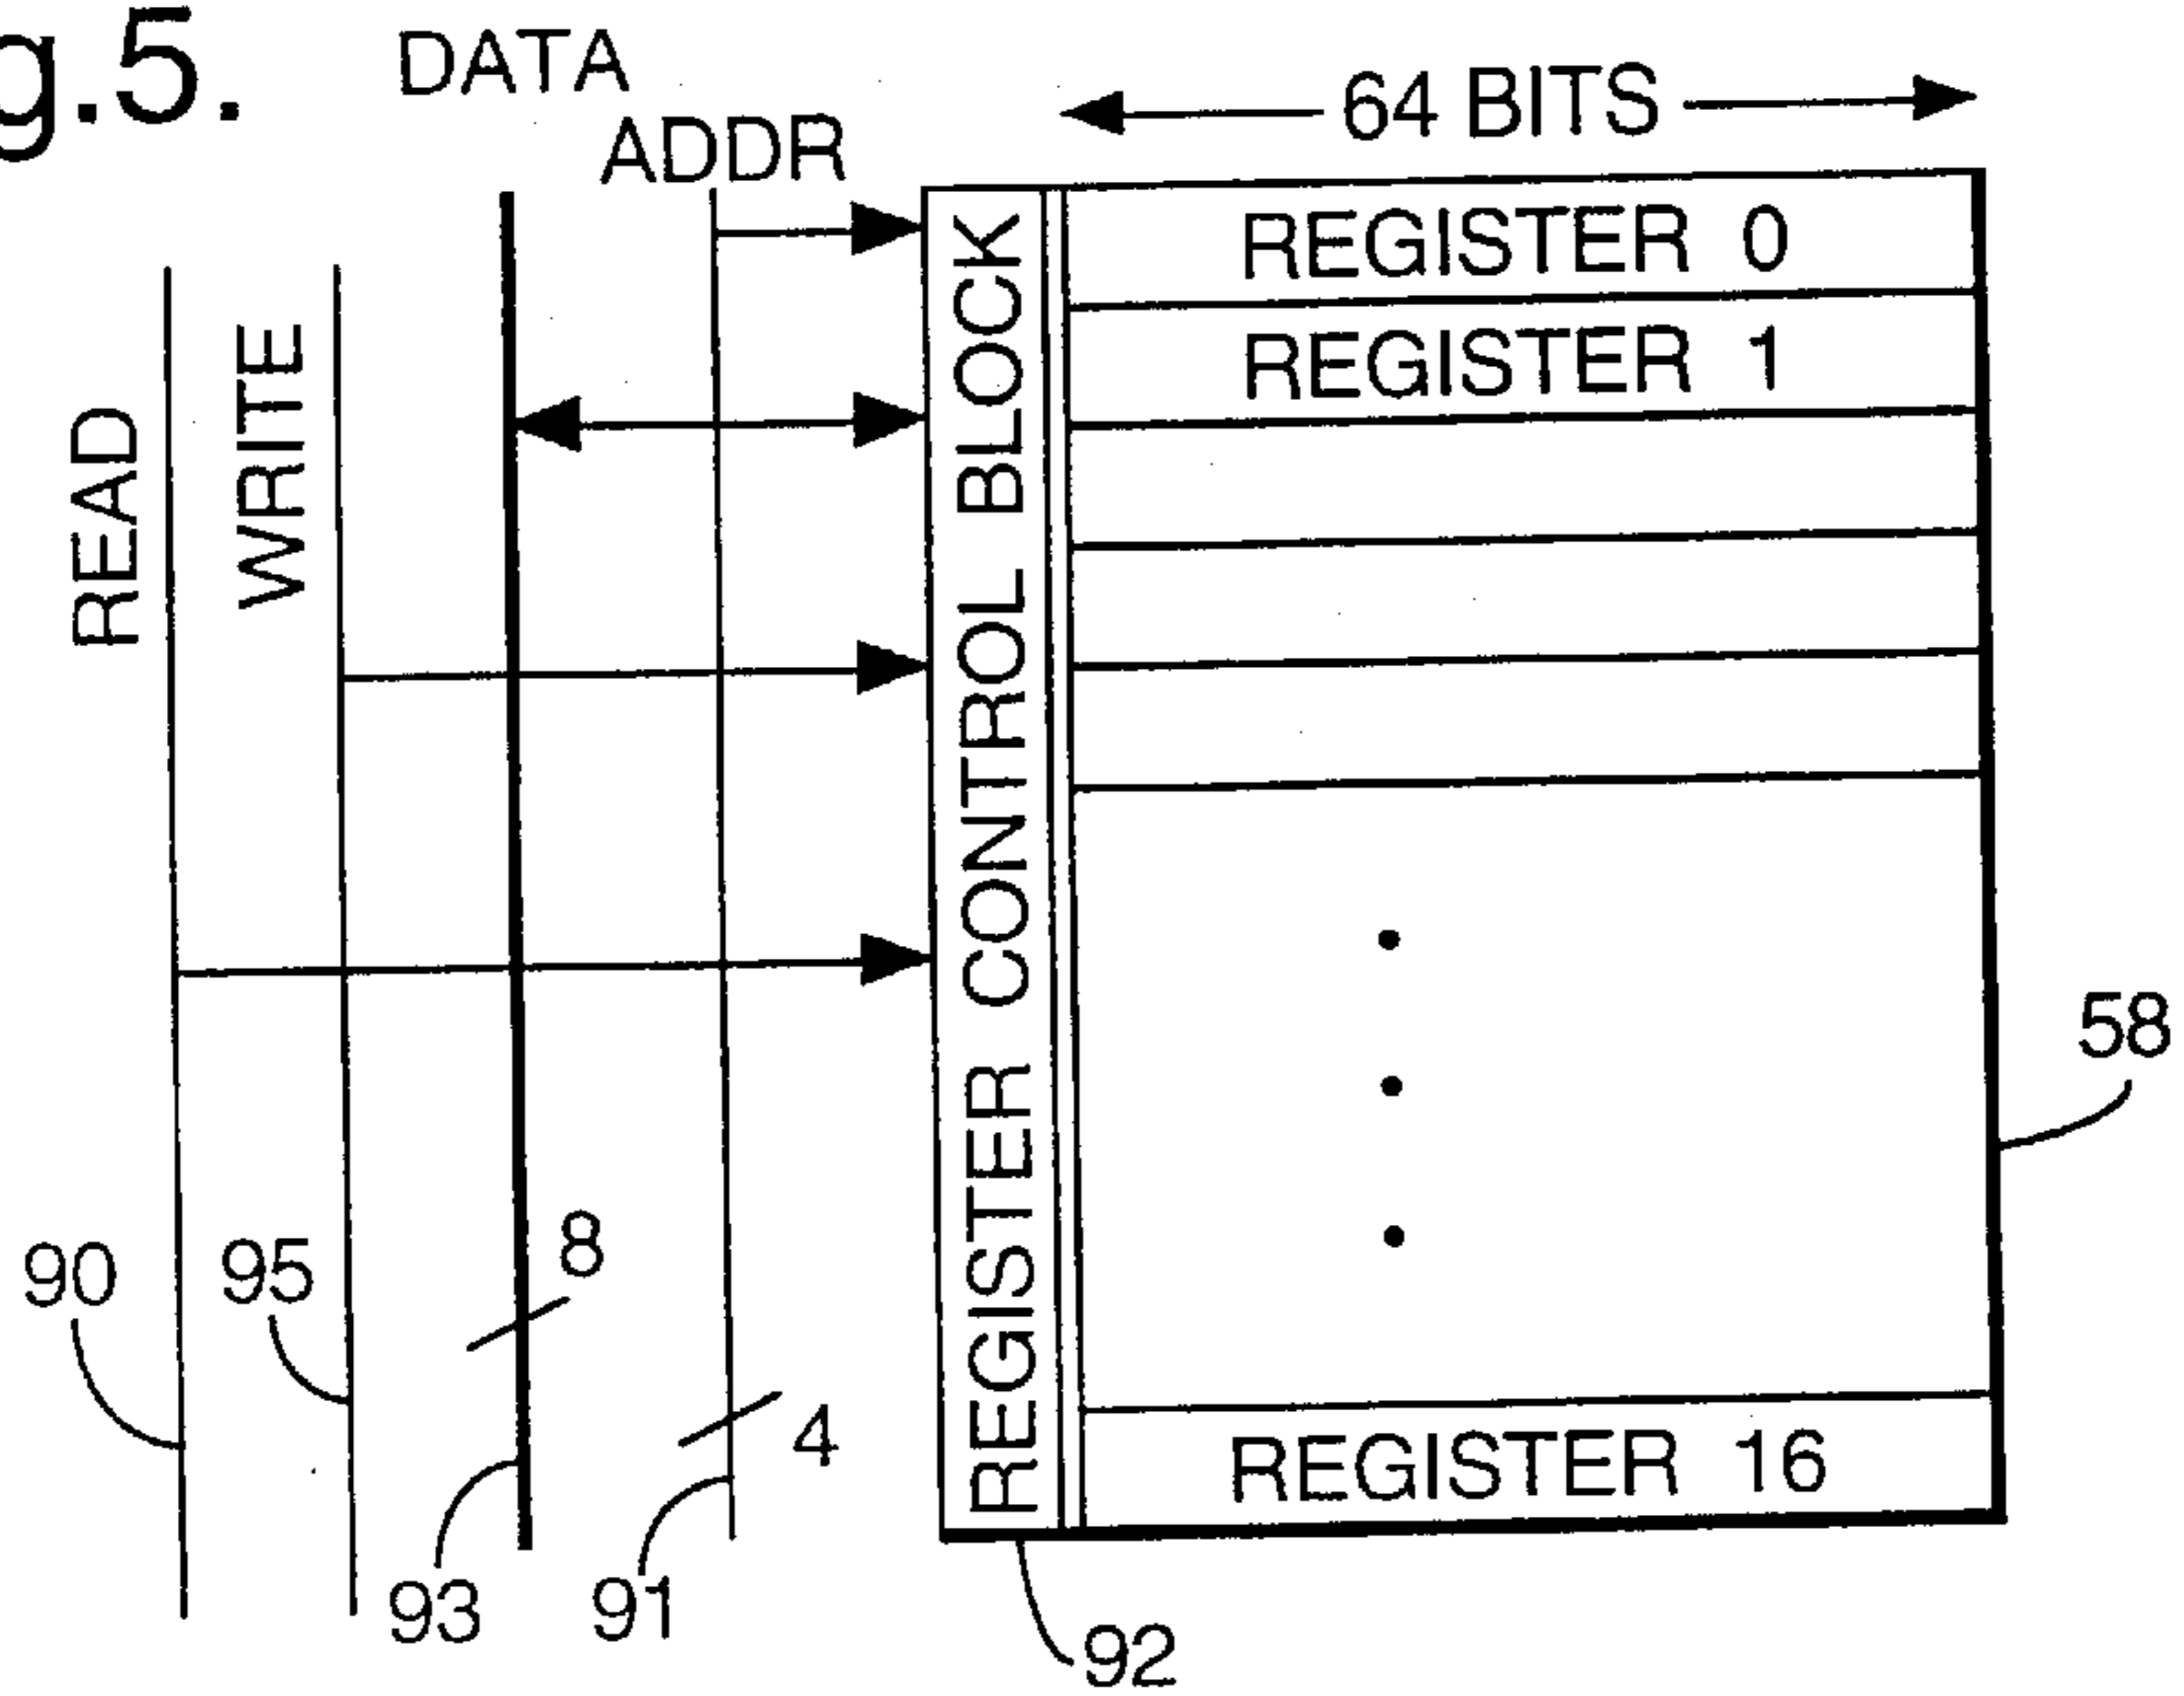 g.5.
DATA
ADDR
64 BITS
READ
WRITE
REGISTER CONTROL BLOCK
REGISTER 0
REGISTER 1
58
90
95
8
4
REGISTER 16
93
91
92